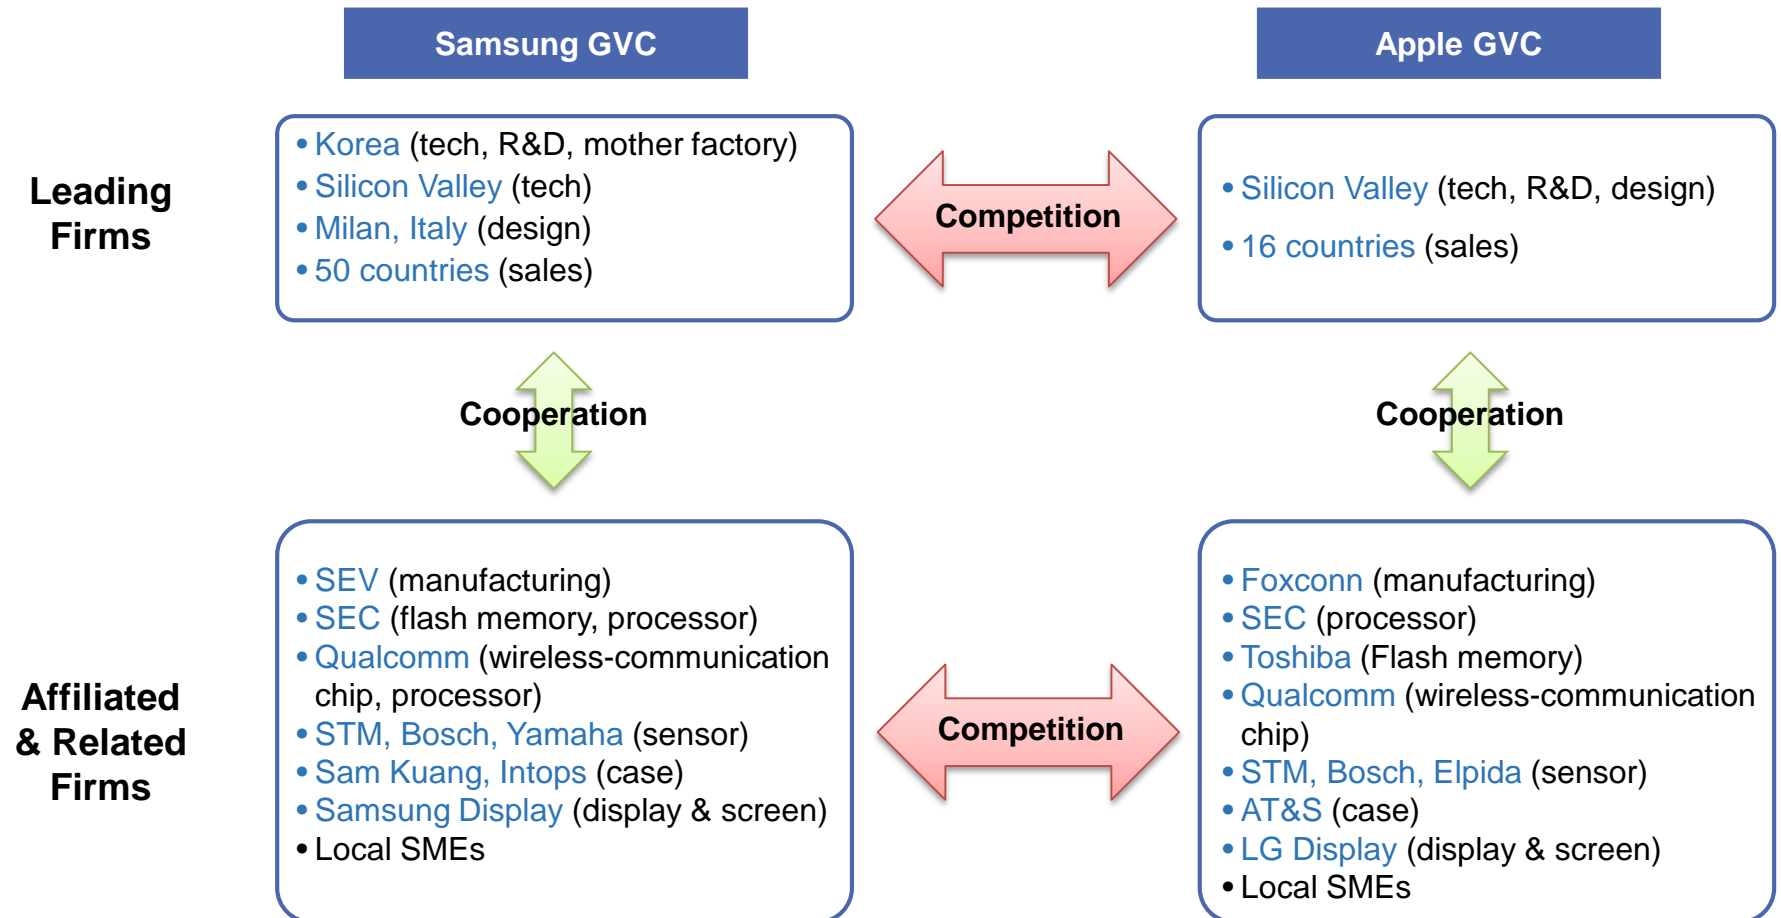 Samsung GVC
Apple GVC
Leading
Firms
• Korea (tech, R&D, mother factory)
• Silicon Valley (tech)
• Milan, Italy (design)
• 50 countries (sales)
Competition
• Silicon Valley (tech, R&D, design)
• 16 countries (sales)
Cooperation
Cooperation
Affiliated
& Related
Firms
• SEV (manufacturing)
• SEC (flash memory, processor)
• Qualcomm (wireless-communication
chip, processor)
• STM, Bosch, Yamaha (sensor)
• Sam Kuang, Intops (case)
• Samsung Display (display & screen)
• Local SMEs
Competition
• Foxconn (manufacturing)
• SEC (processor)
• Toshiba (Flash memory)
• Qualcomm (wireless-communication
chip)
• STM, Bosch, Elpida (sensor)
• AT&S (case)
• LG Display (display & screen)
• Local SMEs